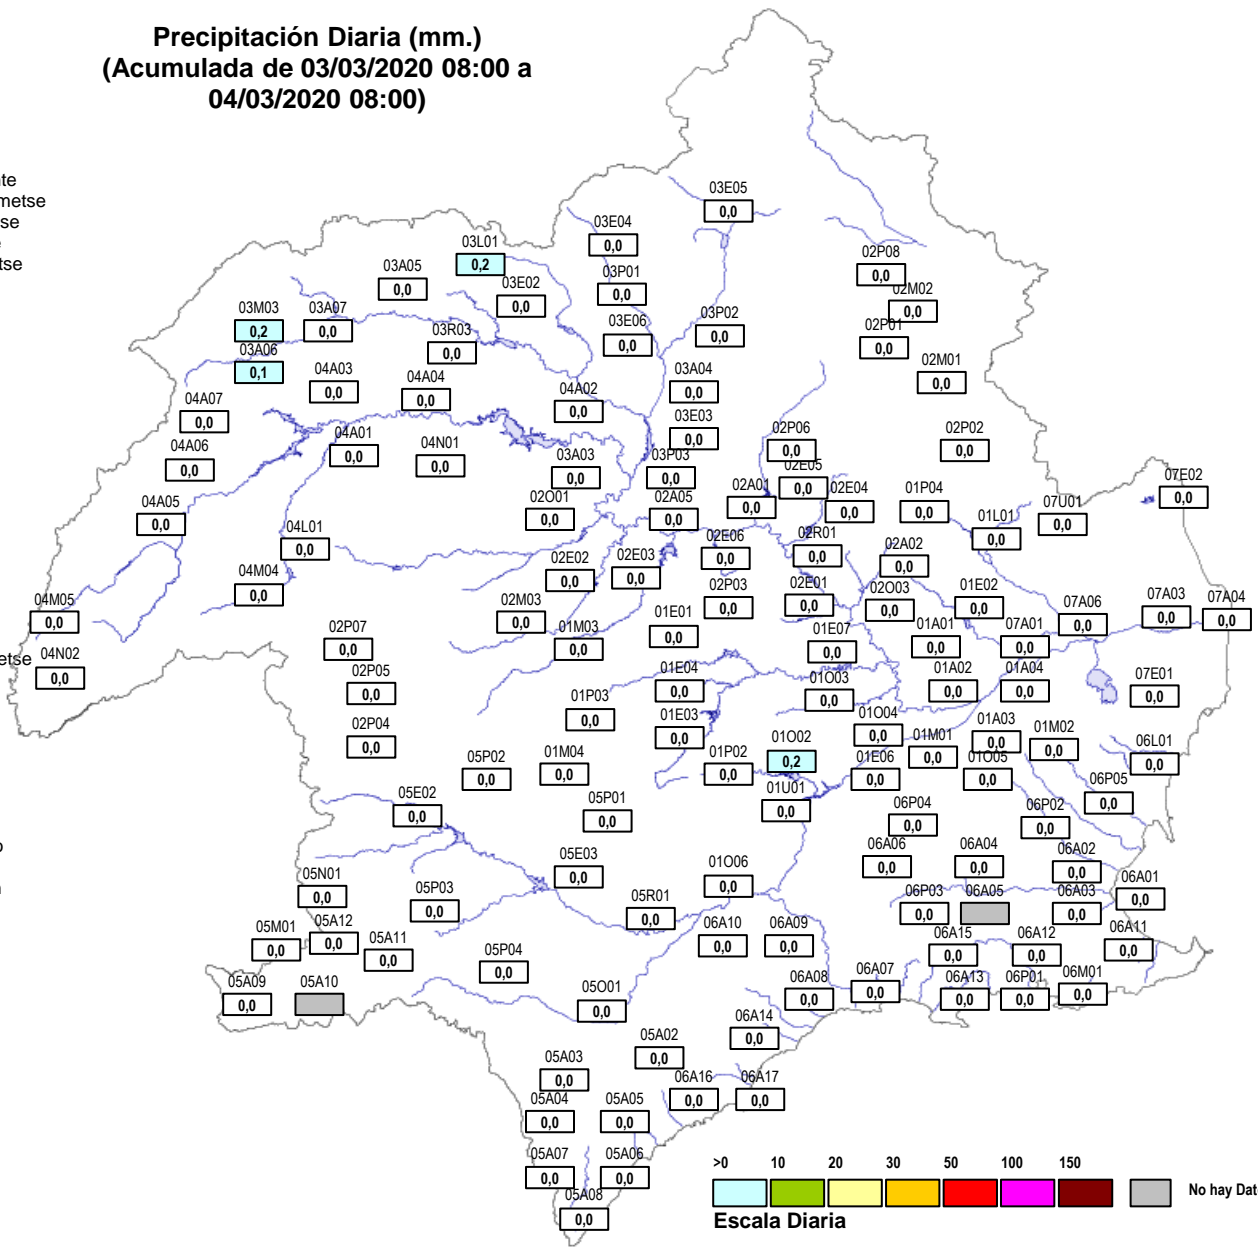 Precipitación Diaria (mm.)
(Acumulada de 03/03/2020 08:00 a
04/03/2020 08:00)
03E05
0,0
03E04
0,0
03L01
0,2
02P08
0,0
03A05
0,0
03P01
0,0
03E02
0,0
02M02
0,0
03M03
0,2
03A07
0,0
03P02
0,0
03E06
0,0
03R03
0,0
02P01
0,0
03A06
0,1
02M01
0,0
04A03
0,0
04A04
0,0
03A04
0,0
04A02
0,0
04A07
0,0
03E03
0,0
02P06
0,0
02P02
0,0
04A01
0,0
04N01
0,0
04A06
0,0
03A03
0,0
03P03
0,0
02E05
0,0
07E02
0,0
02A01
0,0
02E04
0,0
01P04
0,0
04A05
0,0
02O01
0,0
02A05
0,0
07U01
0,0
01L01
0,0
04L01
0,0
02E06
0,0
02R01
0,0
02A02
0,0
02E02
0,0
02E03
0,0
04M04
0,0
02P03
0,0
02E01
0,0
02O03
0,0
01E02
0,0
07A03
0,0
07A04
0,0
04M05
0,0
02M03
0,0
07A06
0,0
01E01
0,0
01M03
0,0
02P07
0,0
01E07
0,0
01A01
0,0
07A01
0,0
etse
04N02
0,0
02P05
0,0
01E04
0,0
01O03
0,0
01A02
0,0
01A04
0,0
07E01
0,0
01P03
0,0
02P04
0,0
01E03
0,0
01O04
0,0
01A03
0,0
01M02
0,0
01O02
0,2
01M01
0,0
06L01
0,0
05P02
0,0
01M04
0,0
01P02
0,0
01E06
0,0
01O05
0,0
01U01
0,0
06P05
0,0
05E02
0,0
05P01
0,0
06P04
0,0
06P02
0,0
05E03
0,0
01O06
0,0
06A06
0,0
06A04
0,0
06A02
0,0
05N01
0,0
05P03
0,0
05R01
0,0
06P03
0,0
06A05
06A03
0,0
06A01
0,0
05M01
0,0
05A12
0,0
05A11
0,0
06A10
0,0
06A09
0,0
06A15
0,0
06A12
0,0
06A11
0,0
05P04
0,0
05A09
0,0
05A10
05O01
0,0
06A08
0,0
06A07
0,0
06A13
0,0
06P01
0,0
06M01
0,0
06A14
0,0
05A02
0,0
05A03
0,0
06A16
0,0
06A17
0,0
05A04
0,0
05A05
0,0
05A07
0,0
05A06
0,0
05A08
0,0
>0 10 20 30 50 100 150
No hay Dat
Escala Diaria